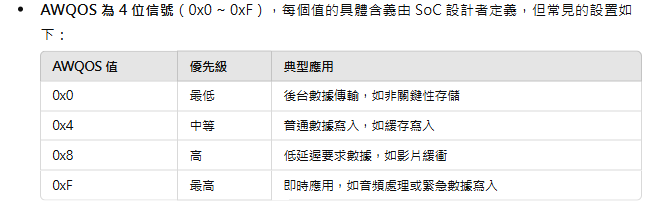 • AWQOS 為 4 位信號（0x0 ~ 0xF），每個值的具體含義由 SoC 設計者定義，但常見的設置如
下：
AWQOS 值 優先級 典型應用
0x0 最低 後台數據傳輸，如非關鍵性存儲
0x4 中等 普通數據寫入，如緩存寫入
0x8 高 低延遲要求數據，如影片緩衝
0xF 最高 即時應用，如音頻處理或緊急數據寫入